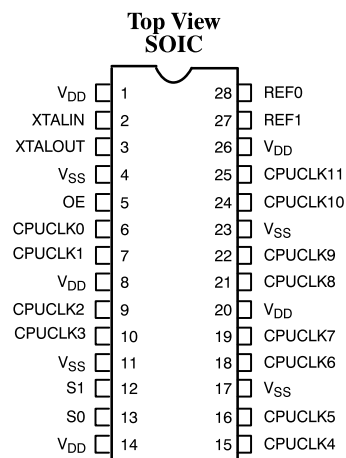 Top View
SOIC
VDD 1 28 REF0
XTALIN 2 27 REF1
XTALOUT 3 26 VDD
VSS 4 25 CPUCLK11
OE 5 24 CPUCLK10
CPUCLK0 6 23 VSS
CPUCLK1 7 22 CPUCLK9
VDD 8 21 CPUCLK8
CPUCLK2 9 20 VDD
CPUCLK3 10 19 CPUCLK7
VSS 11 18 CPUCLK6
S1 12 17 VSS
S0 13 16 CPUCLK5
VDD 14 15 CPUCLK4